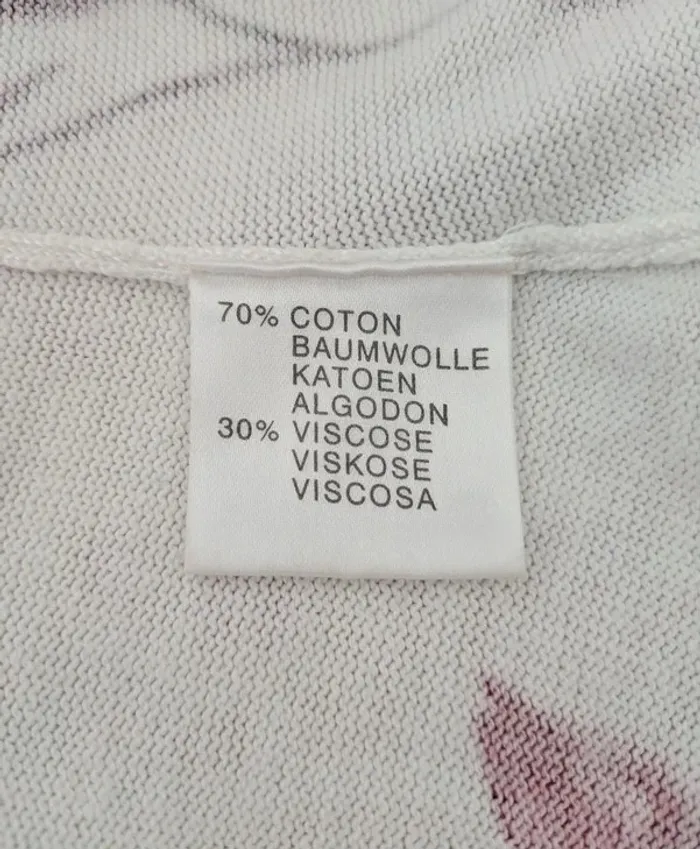 70% COTON
BAUMWOLLE
KATOEN
ALGODON
30% VISCOSE
VISKOSE
VISCOSA